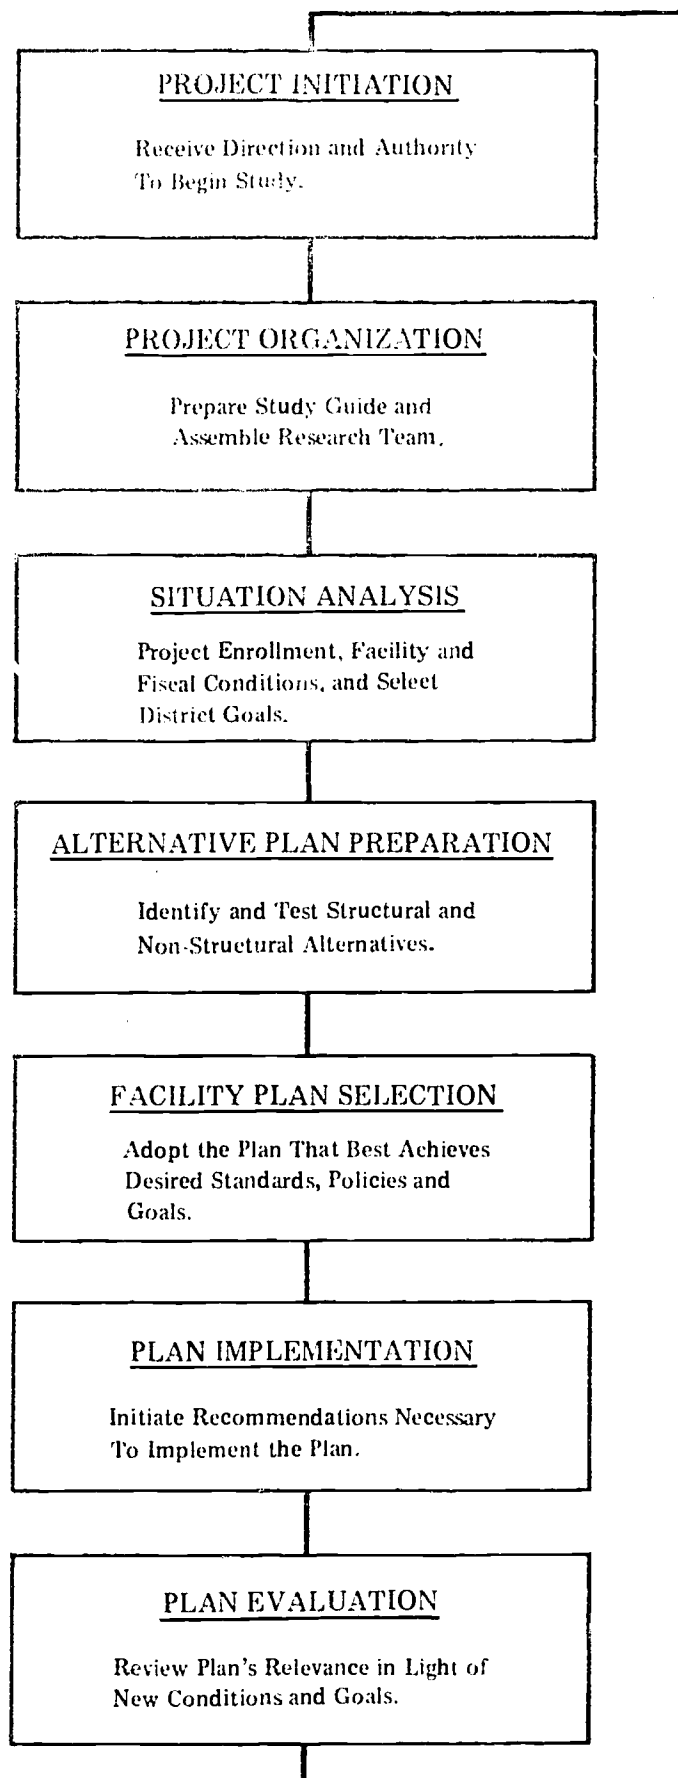 PROJECT INITIATION
Receive Direction and Authority
To Begin Study.
PROJECT ORGANIZATION
Prepare Study Guide and
Assemble Research Team.
SITUATION ANALYSIS
Project Enrollment, Facility and
Fiscal Conditions, and Select
District Goals.
ALTERNATIVE PLAN PREPARATION
Identify and Test Structural and
Non-Structural Alternatives.
FACILITY PLAN SELECTION
Adopt the Plan That Best Achieves
Desired Standards, Policies and
Goals.
PLAN IMPLEMENTATION
Initiate Recommendations Necessary
To Implement the Plan.
PLAN EVALUATION
Review Plan's Relevance in Light of
New Conditions and Goals.